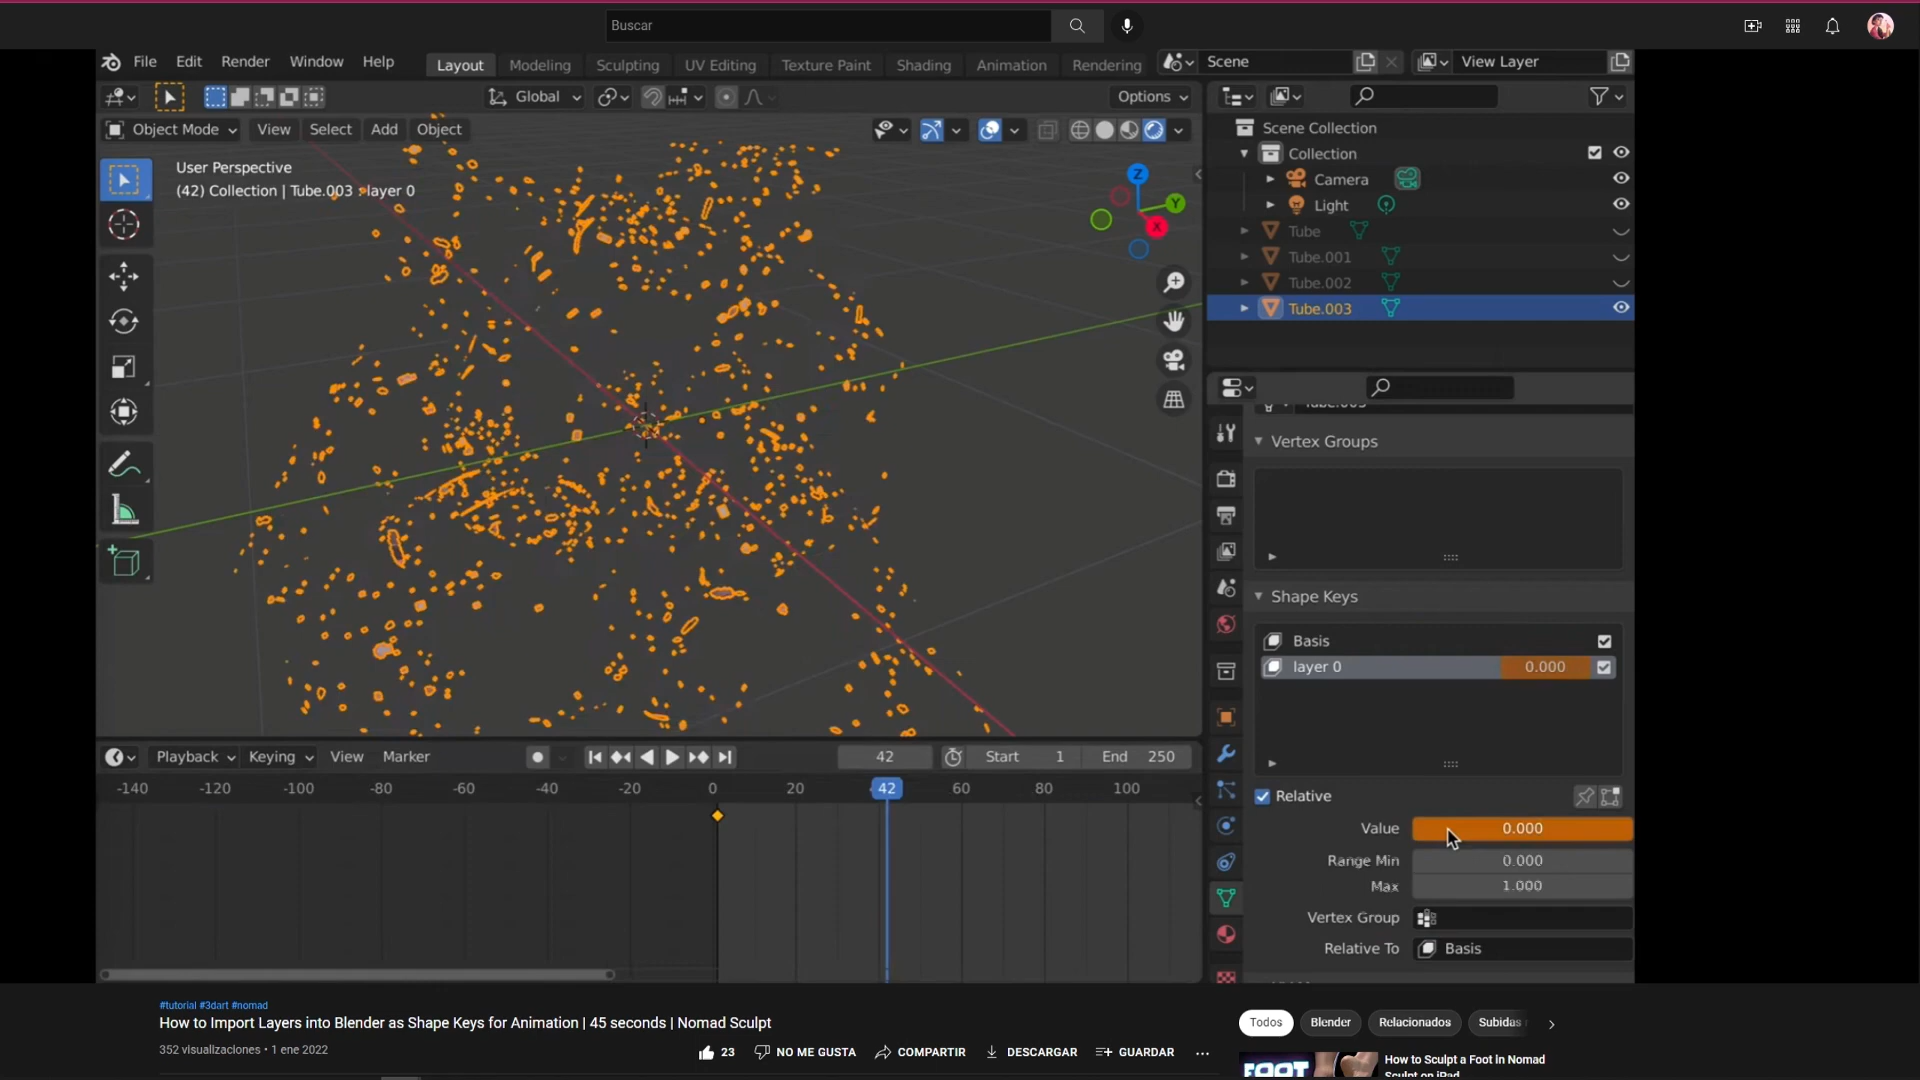 Buscar
File Edit Render Window Help Layout Modeling Sculpting UV Editing Texture Paint Shading Animation Rendering Scene View Layer
Global Options
Object Mode View Select Add Object
User Perspective
(42) Collection | Tube.003 : layer 0
Z
Y
X
Scene Collection
Collection
Camera
Light
Tube
Tube.001
Tube.002
Tube.003
Vertex Groups
Shape Keys
Basis
layer 0 0.000
Relative
Value 0.000
Range Min 0.000
Max 1.000
Vertex Group
Relative To Basis
Playback Keying View Marker 42 Start 1 End 250
-140 -120 -100 -80 -60 -40 -20 0 20 42 60 80 100
#tutorial #3dart #nomad
How to Import Layers into Blender as Shape Keys for Animation | 45 seconds | Nomad Sculpt
352 visualizaciones • 1 ene 2022
23 NO ME GUSTA COMPARTIR DESCARGAR GUARDAR
Todos Blender Relacionados Subidas
FOOT
How to Sculpt a Foot In Nomad
Sculpt on iPad